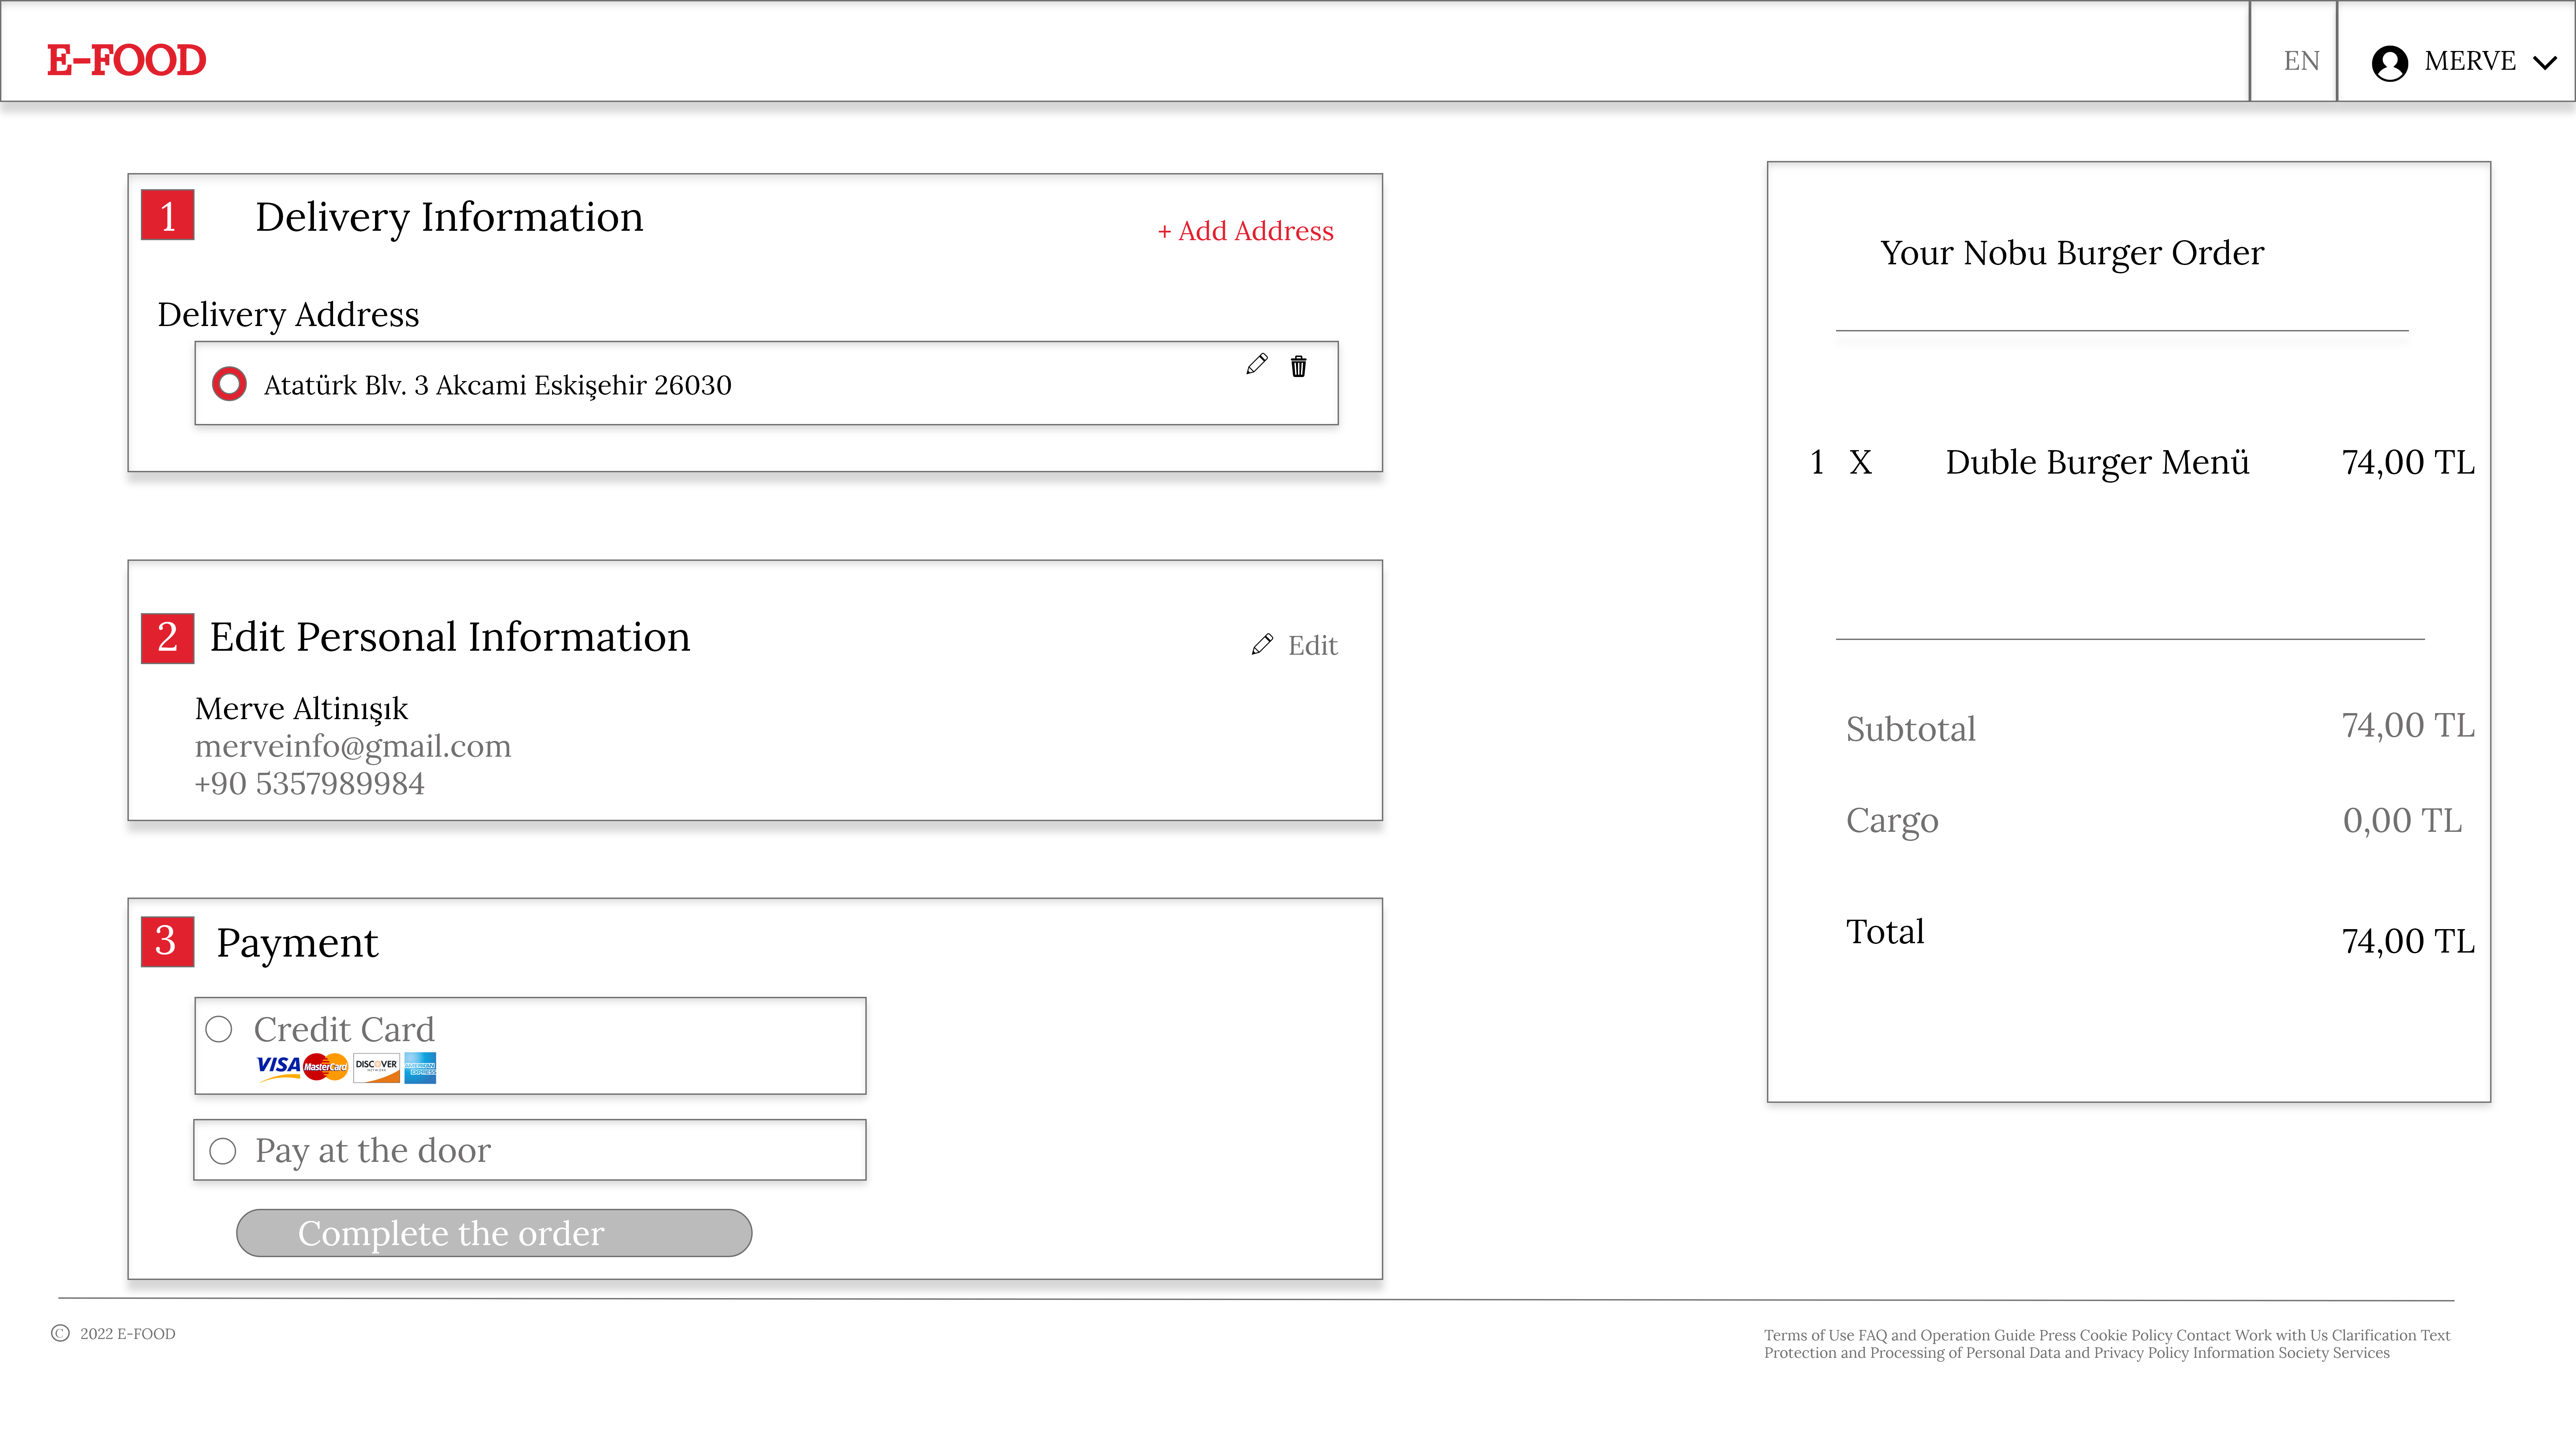 E-FOOD
EN
MERVE
1 Delivery Information
+ Add Address
Delivery Address
Atatürk Blv. 3 Akcami Eskişehir 26030
2 Edit Personal Information
Edit
Merve Altinışık
merveinfo@gmail.com
+90 5357989984
3 Payment
Credit Card
VISA MasterCard DISCOVER NETWORK AMERICAN EXPRESS
Pay at the door
Complete the order
Your Nobu Burger Order
1 X Duble Burger Menü 74,00 TL
Subtotal 74,00 TL
Cargo 0,00 TL
Total 74,00 TL
© 2022 E-FOOD
Terms of Use FAQ and Operation Guide Press Cookie Policy Contact Work with Us Clarification Text
Protection and Processing of Personal Data and Privacy Policy Information Society Services